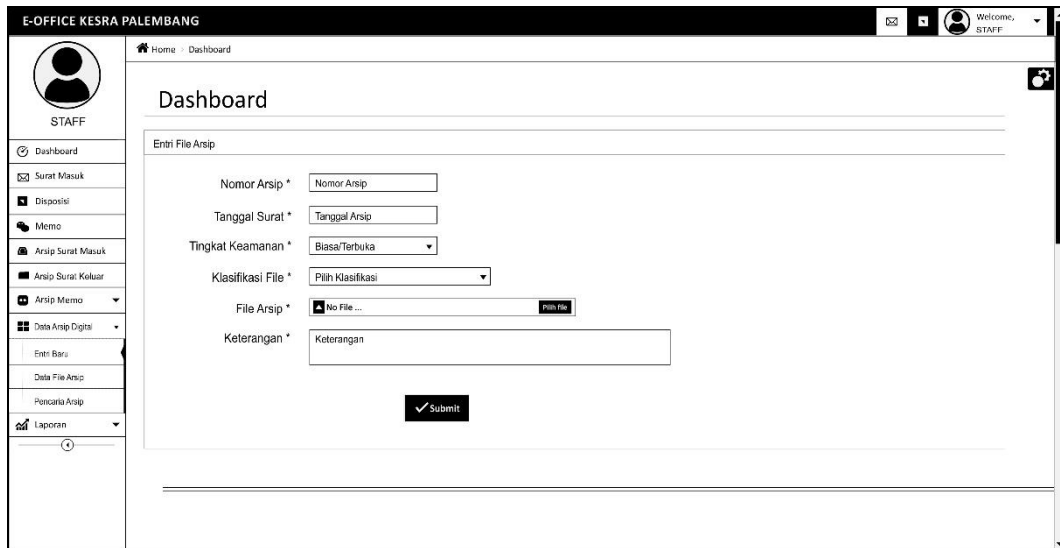 E-OFFICE KESRA PALEMBANG
Welcome,
STAFF
Home > Dashboard
STAFF
Dashboard
Surat Masuk
Disposisi
Memo
Arsip Surat Masuk
Arsip Surat Keluar
Arsip Memo
Data Arsip Digital
Entri Baru
Data File Arsip
Pencaria Arsip
Laporan
Dashboard
Entri File Arsip
Nomor Arsip * Nomor Arsip
Tanggal Surat * Tanggal Arsip
Tingkat Keamanan * Biasa/Terbuka
Klasifikasi File * Pilih Klasifikasi
File Arsip * No File ... Pilih file
Keterangan * Keterangan
Submit